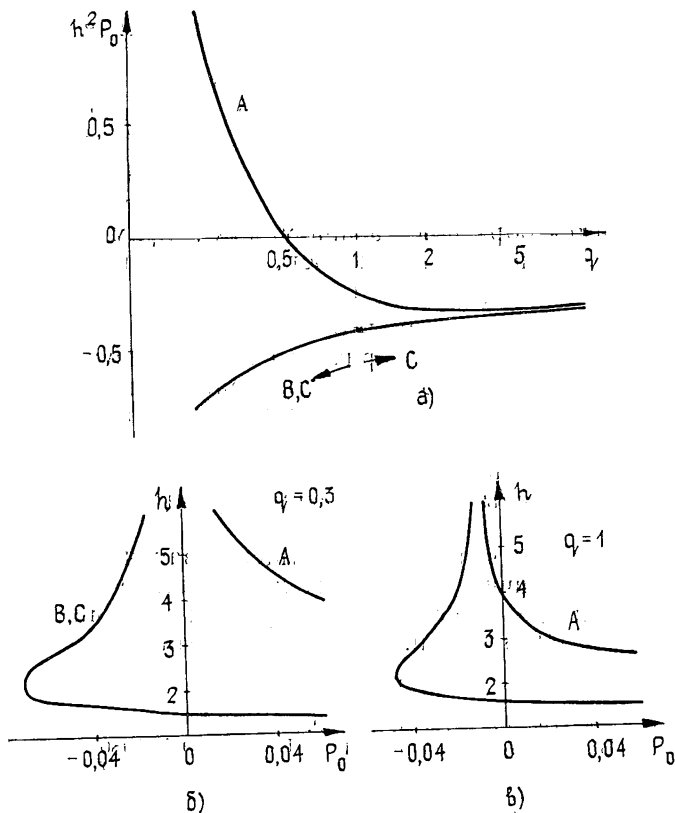 h²P₀
A
0,5
0
0,5 1 2 5 q
-0,5
B,C C
а)
h q = 0,3
5 A
B,C 4
3
2
-0,04 0 0,04 P₀
б)
h
5 q = 1
4
3 A
2
-0,04 0 0,04 P₀
в)